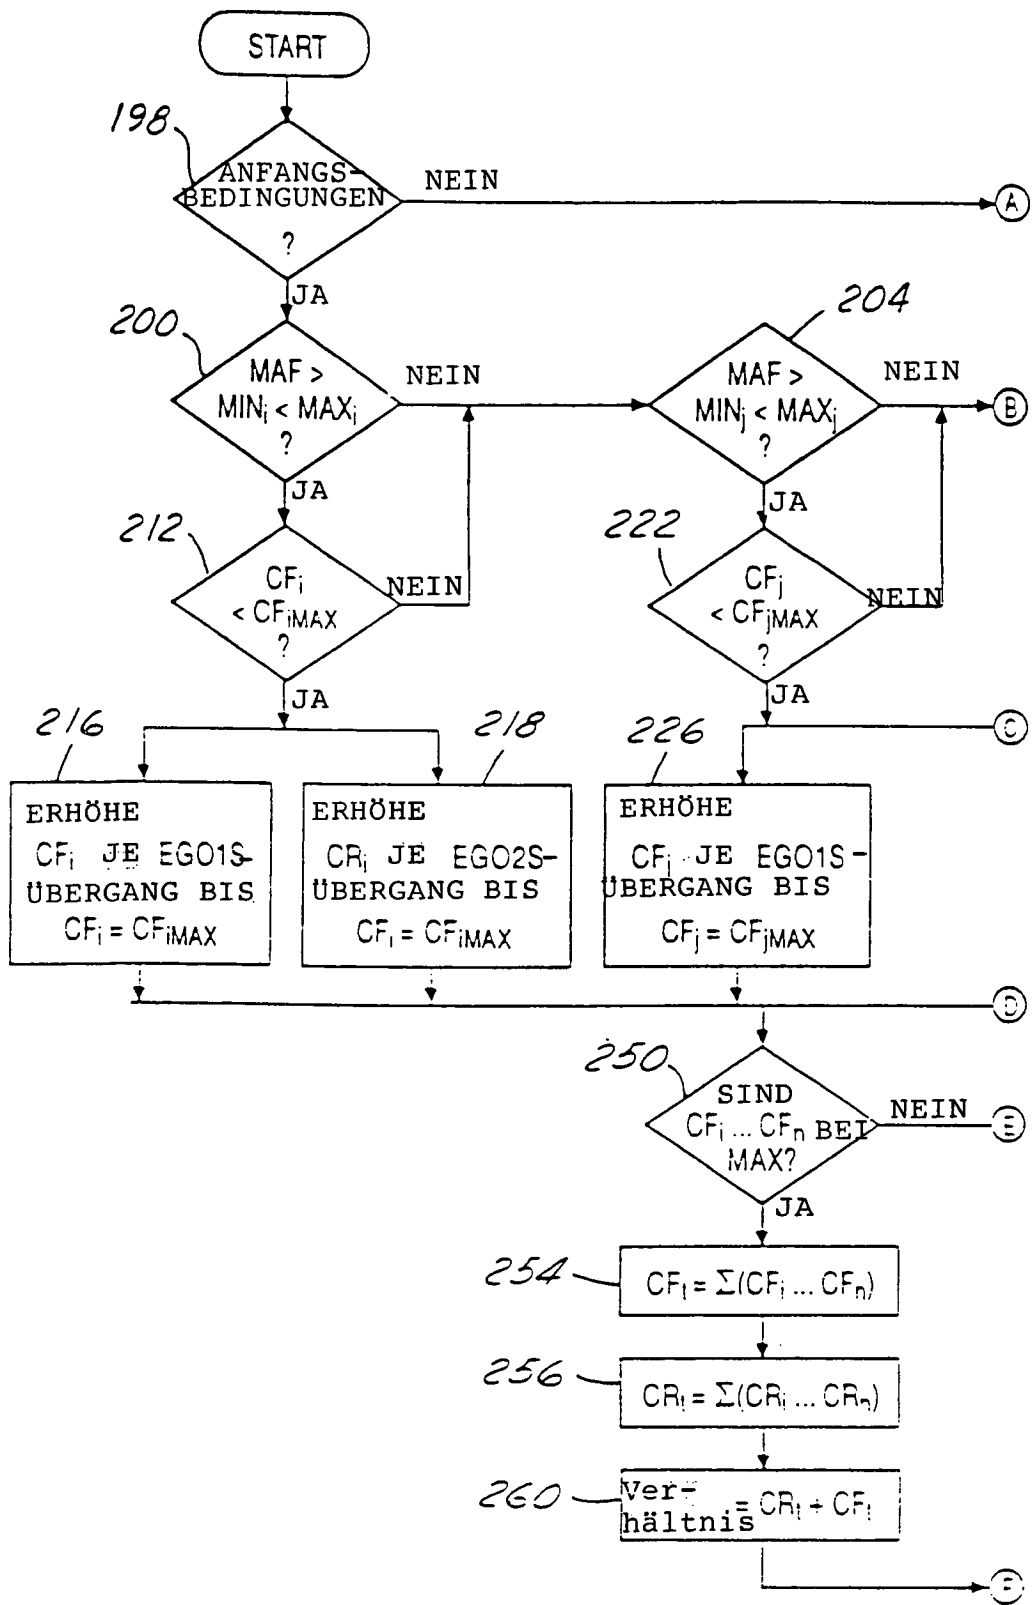 START
198
ANFANGS-
BEDINGUNGEN
?
NEIN
A
JA
200
MAF >
MINi < MAXi
?
NEIN
204
MAF >
MINj < MAXj
?
NEIN
B
JA
JA
212
CFi
< CFiMAX
?
NEIN
222
CFj
< CFjMAX
?
NEIN
JA
JA
C
216
ERHÖHE
CFi JE EGO1S-
ÜBERGANG BIS
CFi = CFiMAX
218
ERHÖHE
CRi JE EGO2S-
ÜBERGANG BIS
CFi = CFiMAX
226
ERHÖHE
CFj JE EGO1S-
ÜBERGANG BIS
CFj = CFjMAX
D
250
SIND
CFi ... CFn BEI
MAX?
NEIN
E
JA
254
CFt = Σ(CFi ... CFn)
256
CRt = Σ(CRi ... CRn)
260
Ver-
hältnis = CRt ÷ CFt
F